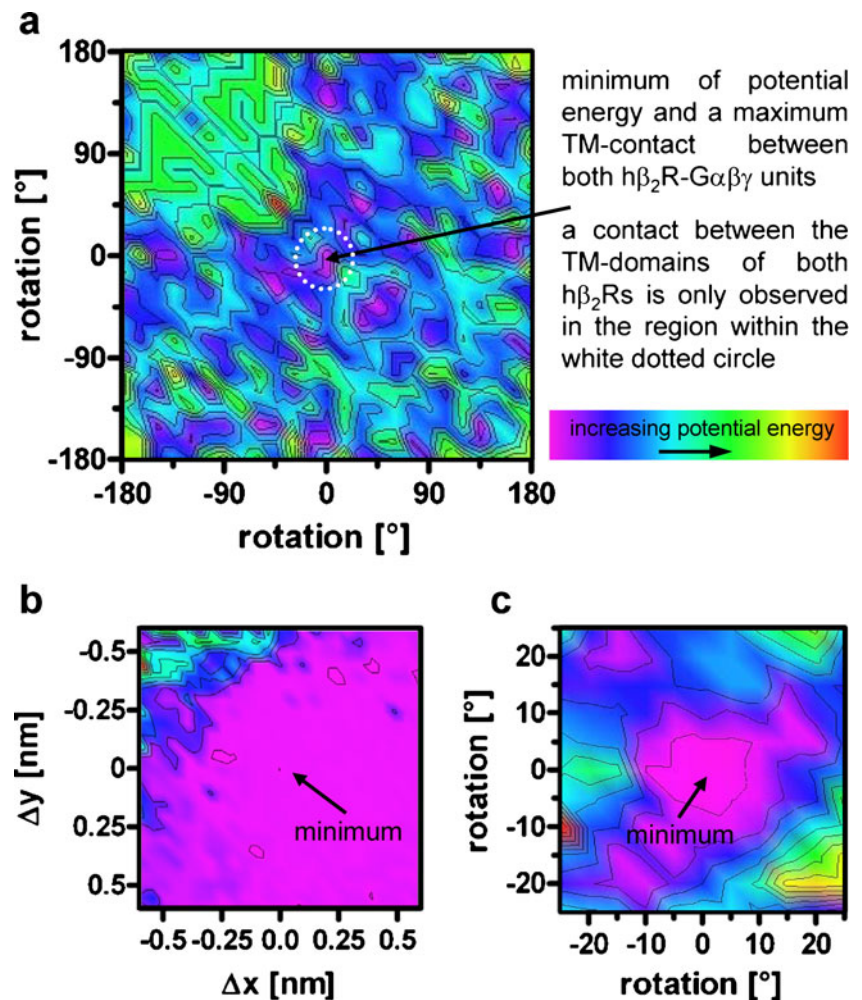 a
180
90
0
-90
-180
rotation [°]
-180
-90
0
90
180
rotation [°]
minimum of potential
energy and a maximum
TM-contact between
both hβ₂R-Gαβγ units
a contact between the
TM-domains of both
hβ₂Rs is only observed
in the region within the
white dotted circle
increasing potential energy
b
-0.5
-0.25
0
0.25
0.5
Δy [nm]
minimum
-0.5
-0.25
0.0
0.25
0.5
Δx [nm]
c
20
10
0
-10
-20
rotation [°]
minimum
-20
-10
0
10
20
rotation [°]